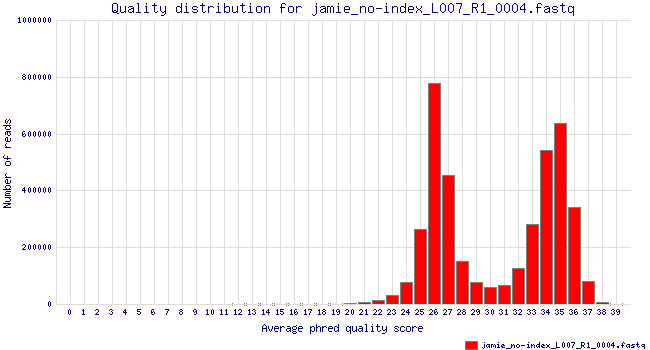 Quality distribution for jamie_no-index_L007_R1_0004.fastq
1000000
800000
600000
400000
200000
0
Number of reads
0 1 2 3 4 5 6 7 8 9 10 11 12 13 14 15 16 17 18 19 20 21 22 23 24 25 26 27 28 29 30 31 32 33 34 35 36 37 38 39
Average phred quality score
jamie_no-index_L007_R1_0004.fastq